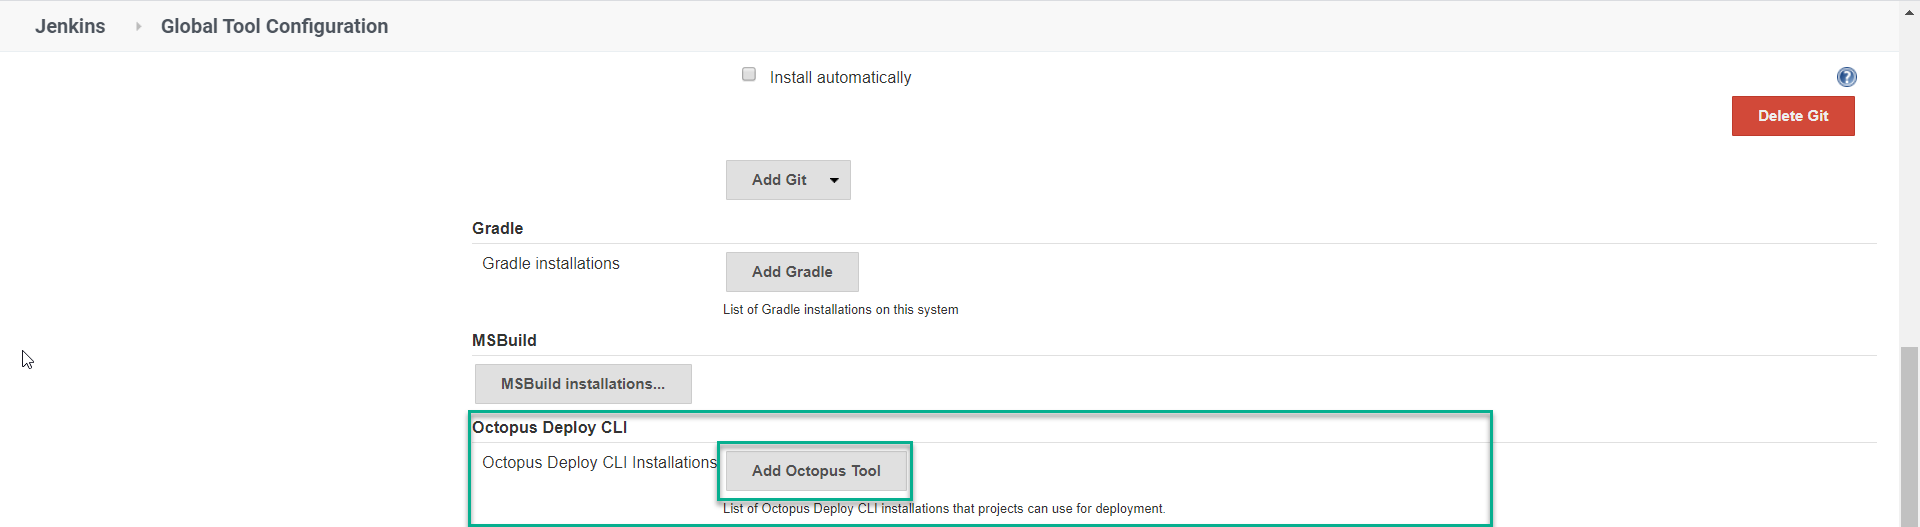 Jenkins Global Tool Configuration
Install automatically
?
Delete Git
Add Git
Gradle
Gradle installations
Add Gradle
List of Gradle installations on this system
MSBuild
MSBuild installations...
Octopus Deploy CLI
Octopus Deploy CLI Installations
Add Octopus Tool
List of Octopus Deploy CLI installations that projects can use for deployment.